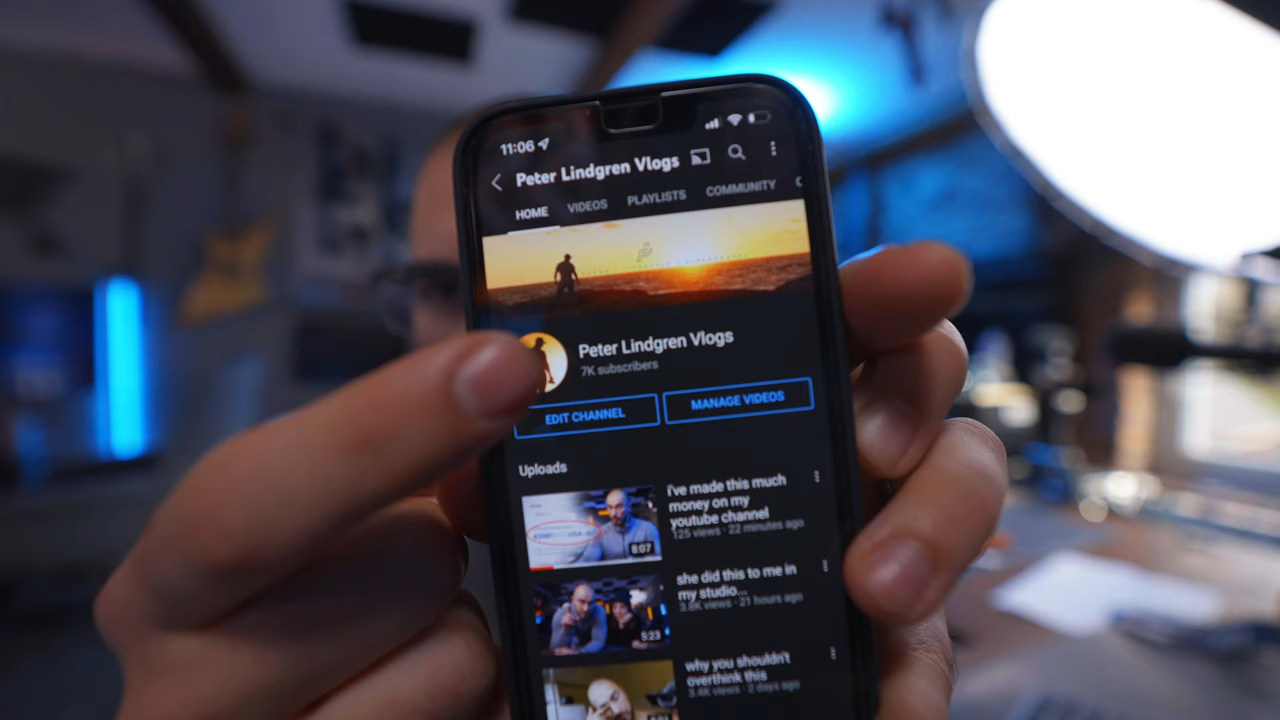 11:06
Peter Lindgren Vlogs
HOME VIDEOS PLAYLISTS COMMUNITY
Peter Lindgren Vlogs
7K subscribers
EDIT CHANNEL MANAGE VIDEOS
Uploads
i've made this much
money on my
youtube channel
125 views · 22 minutes ago
8:07
she did this to me in
my studio...
3.8K views · 21 hours ago
5:23
why you shouldn't
overthink this
3.4K views · 2 days ago